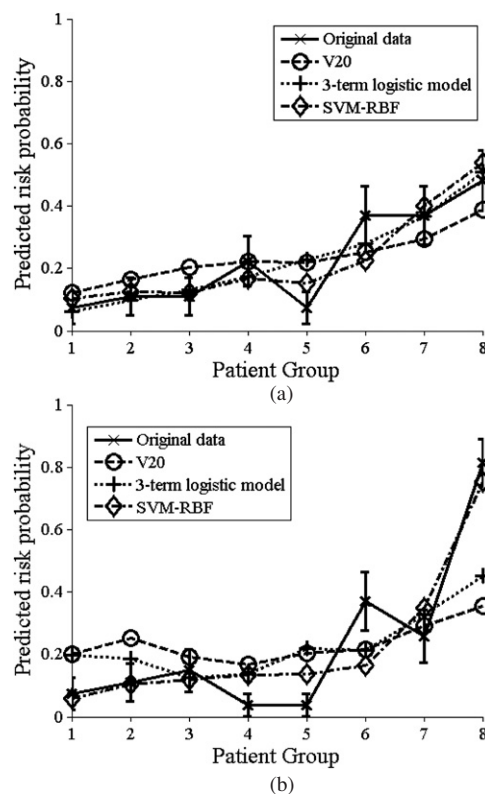 1
0.8
0.6
0.4
0.2
0
Predicted risk probability
Original data
V20
3-term logistic model
SVM-RBF
1 2 3 4 5 6 7 8
Patient Group
(a)
1
0.8
0.6
0.4
0.2
0
Predicted risk probability
Original data
V20
3-term logistic model
SVM-RBF
1 2 3 4 5 6 7 8
Patient Group
(b)